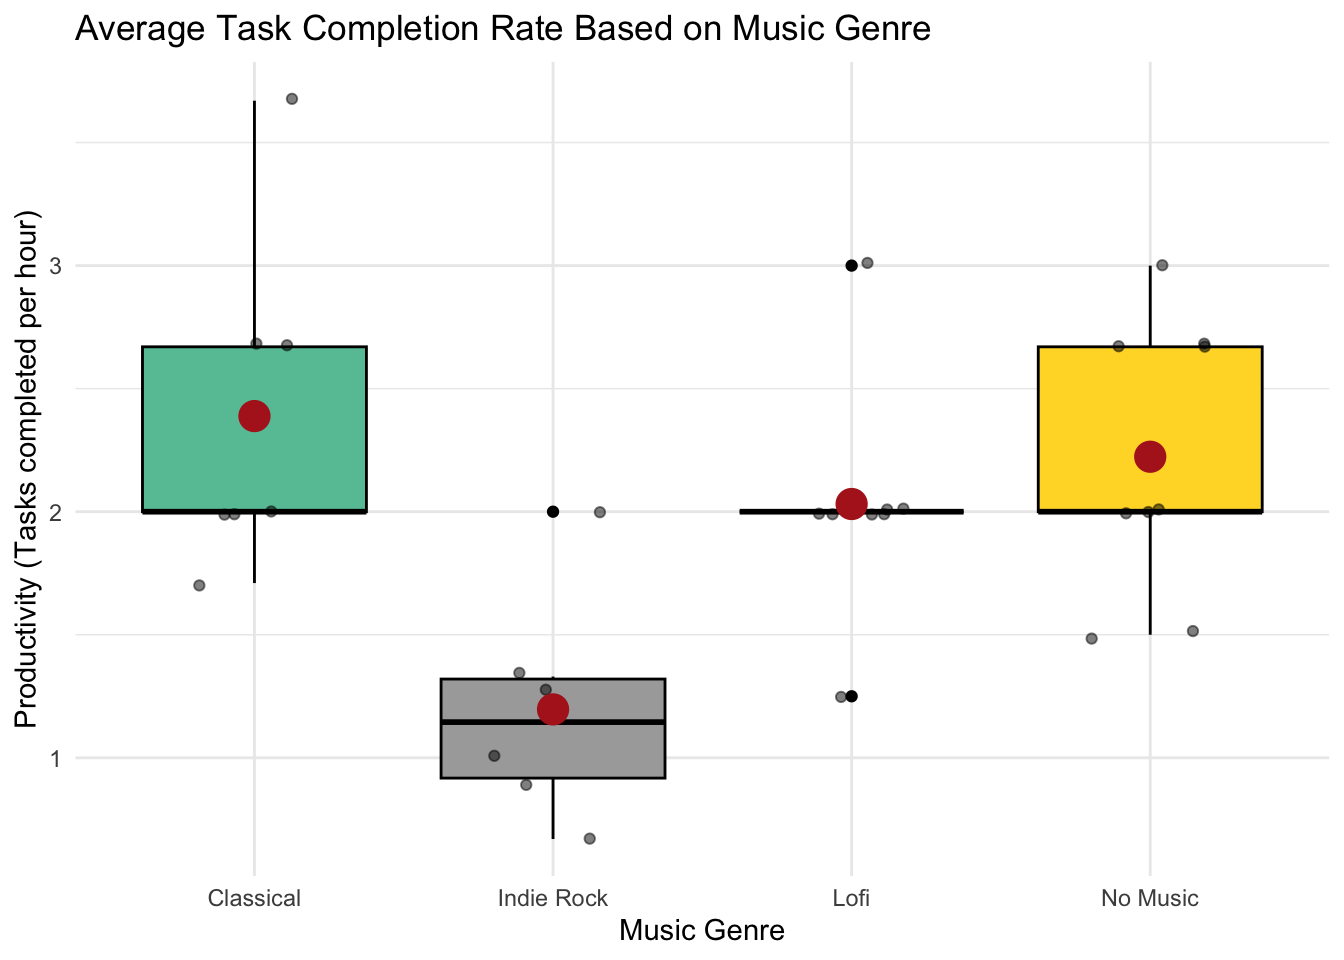 Average Task Completion Rate Based on Music Genre
Productivity (Tasks completed per hour)
3
2
1
Classical
Indie Rock
Lofi
No Music
Music Genre